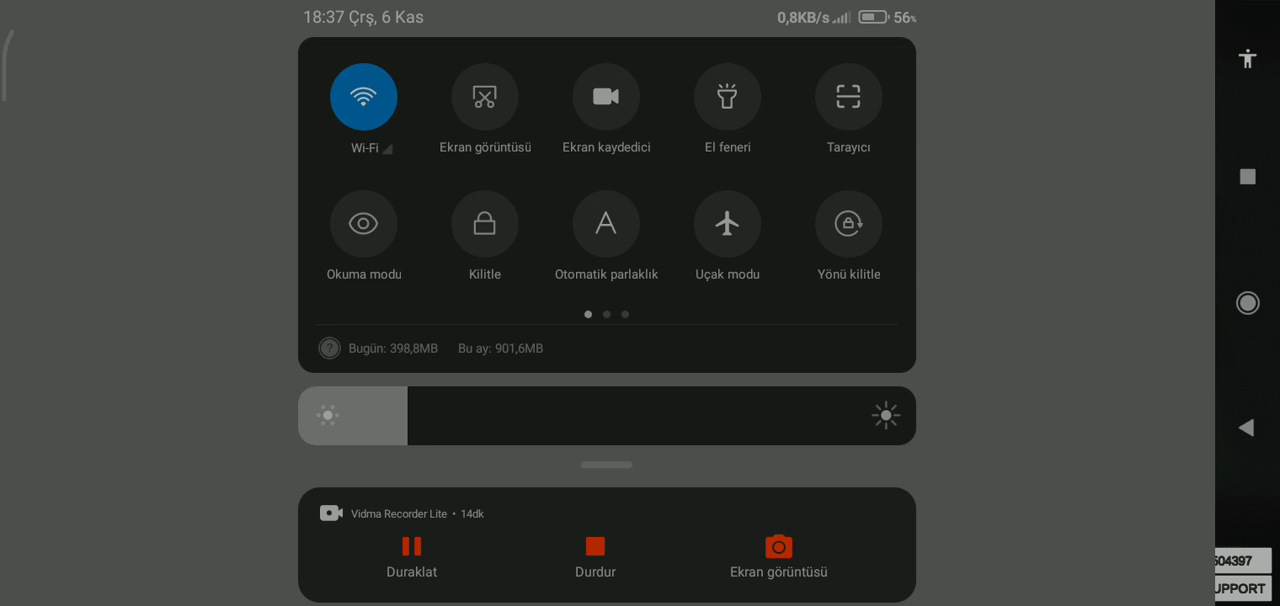 18:37 Çrş, 6 Kas 0,8KB/s 56%
Wi-Fi Ekran görüntüsü Ekran kaydedici El feneri Tarayıcı
Okuma modu Kilitle Otomatik parlaklık Uçak modu Yönü kilitle
Bugün: 398,8MB Bu ay: 901,6MB
Vidma Recorder Lite • 14dk
Duraklat Durdur Ekran görüntüsü
04397
UPPORT